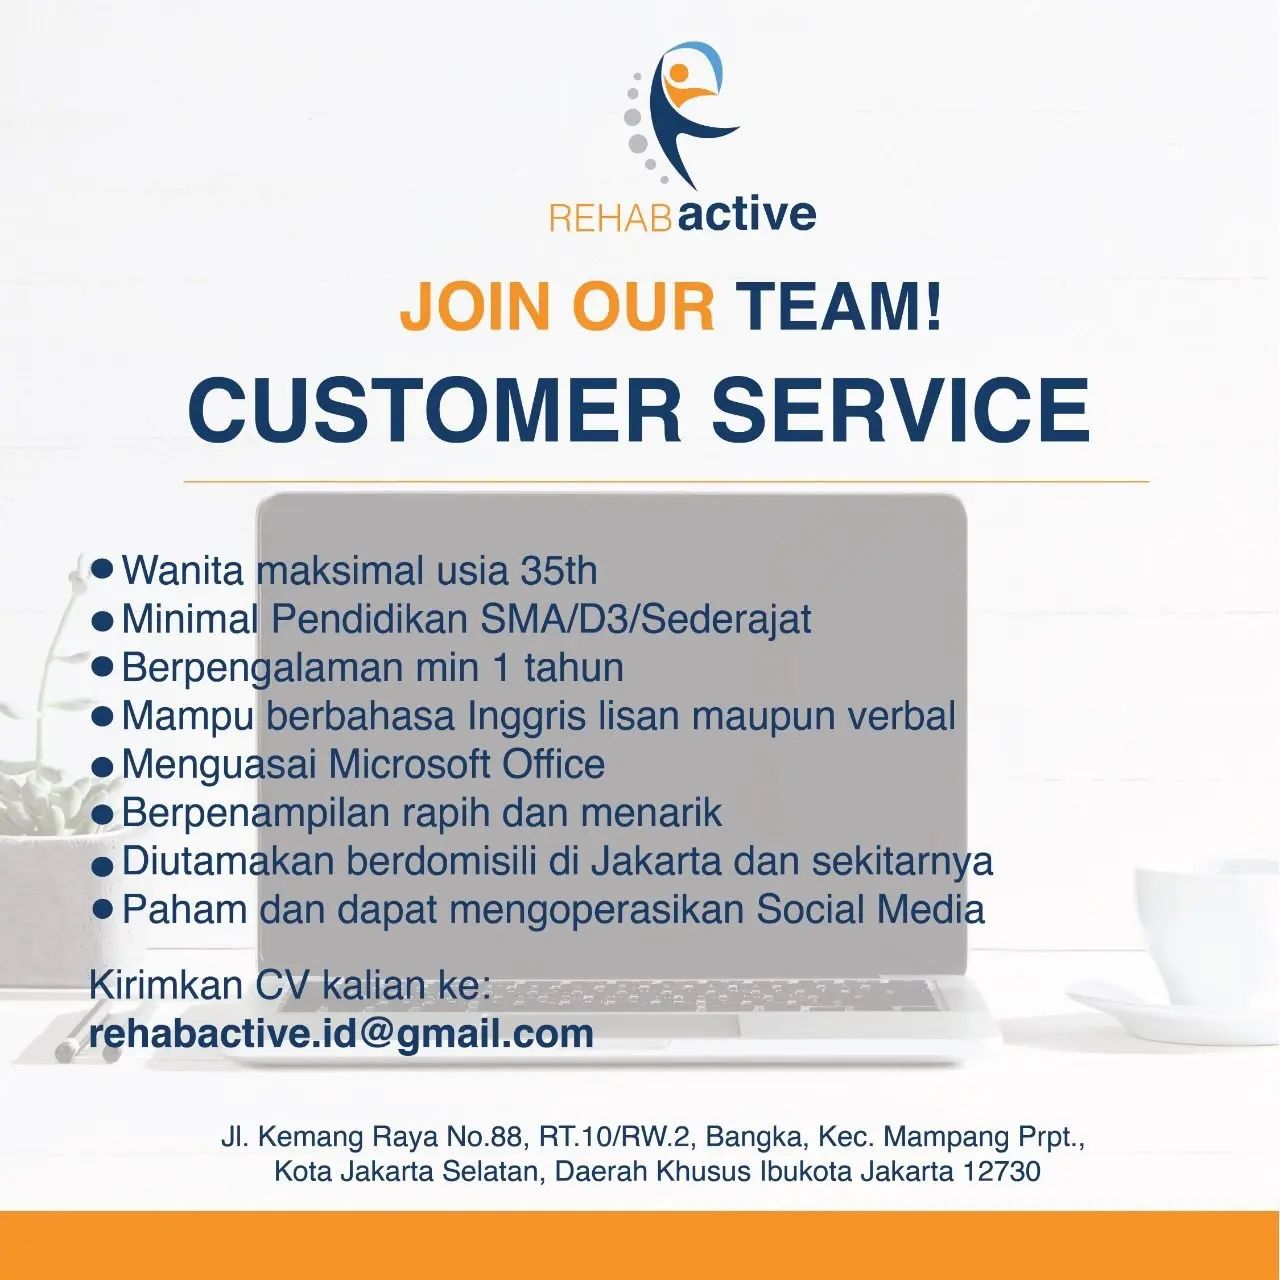 REHAB active
JOIN OUR TEAM!
CUSTOMER SERVICE
● Wanita maksimal usia 35th
● Minimal Pendidikan SMA/D3/Sederajat
● Berpengalaman min 1 tahun
● Mampu berbahasa Inggris lisan maupun verbal
● Menguasai Microsoft Office
● Berpenampilan rapih dan menarik
● Diutamakan berdomisili di Jakarta dan sekitarnya
● Paham dan dapat mengoperasikan Social Media
Kirimkan CV kalian ke:
rehabactive.id@gmail.com
Jl. Kemang Raya No.88, RT.10/RW.2, Bangka, Kec. Mampang Prpt.,
Kota Jakarta Selatan, Daerah Khusus Ibukota Jakarta 12730